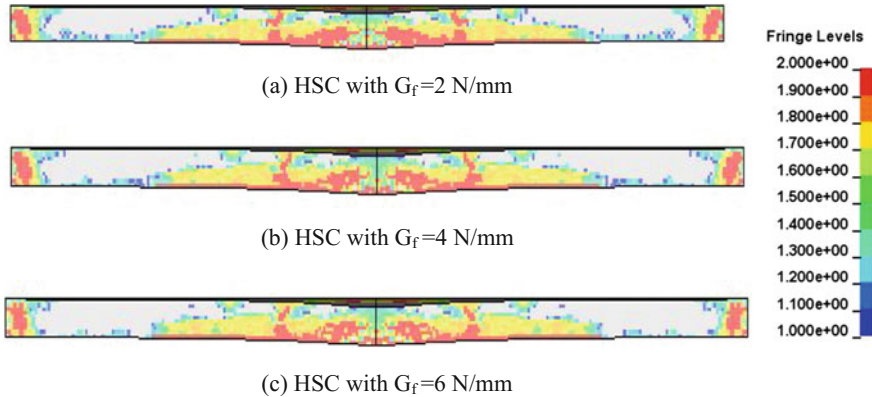 Fringe Levels
2.000e+00
1.900e+00
1.800e+00
1.700e+00
1.600e+00
1.500e+00
1.400e+00
1.300e+00
1.200e+00
1.100e+00
1.000e+00
(a) HSC with Gf=2 N/mm
(b) HSC with Gf=4 N/mm
(c) HSC with Gf=6 N/mm